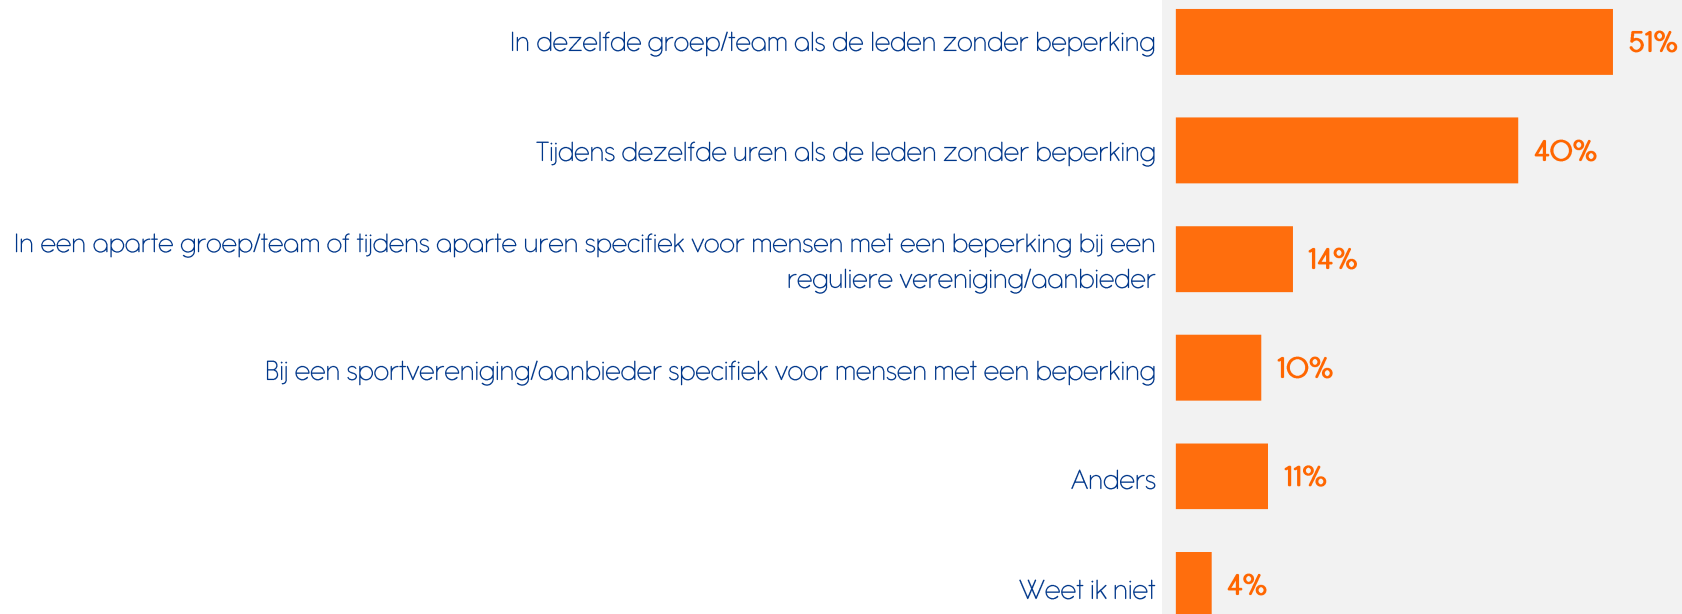 In dezelfde groep/team als de leden zonder beperking
51%
Tijdens dezelfde uren als de leden zonder beperking
40%
In een aparte groep/team of tijdens aparte uren specifiek voor mensen met een beperking bij een
reguliere vereniging/aanbieder
14%
Bij een sportvereniging/aanbieder specifiek voor mensen met een beperking
10%
Anders
11%
Weet ik niet
4%